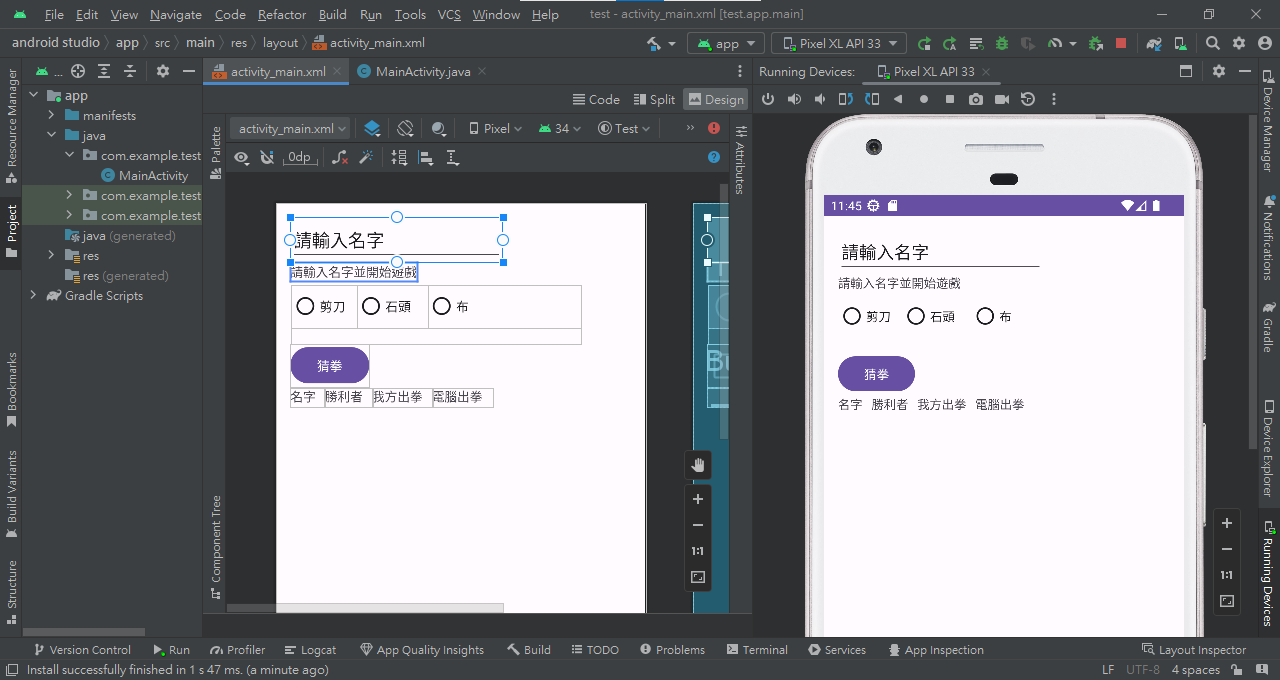 File Edit View Navigate Code Refactor Build Run Tools VCS Window Help test - activity_main.xml [test.app.main]
android studio app src main res layout activity_main.xml app Pixel XL API 33
... activity_main.xml MainActivity.java Running Devices: Pixel XL API 33
Resource Manager
Project
Bookmarks
Build Variants
Structure
app
manifests
java
com.example.test
MainActivity
com.example.test
com.example.test
java (generated)
res
res (generated)
Gradle Scripts
Code Split Design
Palette
Component Tree
activity_main.xml Pixel 34 Test
0dp
Attributes
請輸入名字
請輸入名字並開始遊戲
剪刀 石頭 布
猜拳
名字 勝利者 我方出拳 電腦出拳
1:1
11:45
請輸入名字
請輸入名字並開始遊戲
剪刀 石頭 布
猜拳
名字 勝利者 我方出拳 電腦出拳
1:1
Device Manager
Notifications
Gradle
Device Explorer
Running Devices
Version Control Run Profiler Logcat App Quality Insights Build TODO Problems Terminal Services App Inspection Layout Inspector
Install successfully finished in 1 s 47 ms. (a minute ago) LF UTF-8 4 spaces